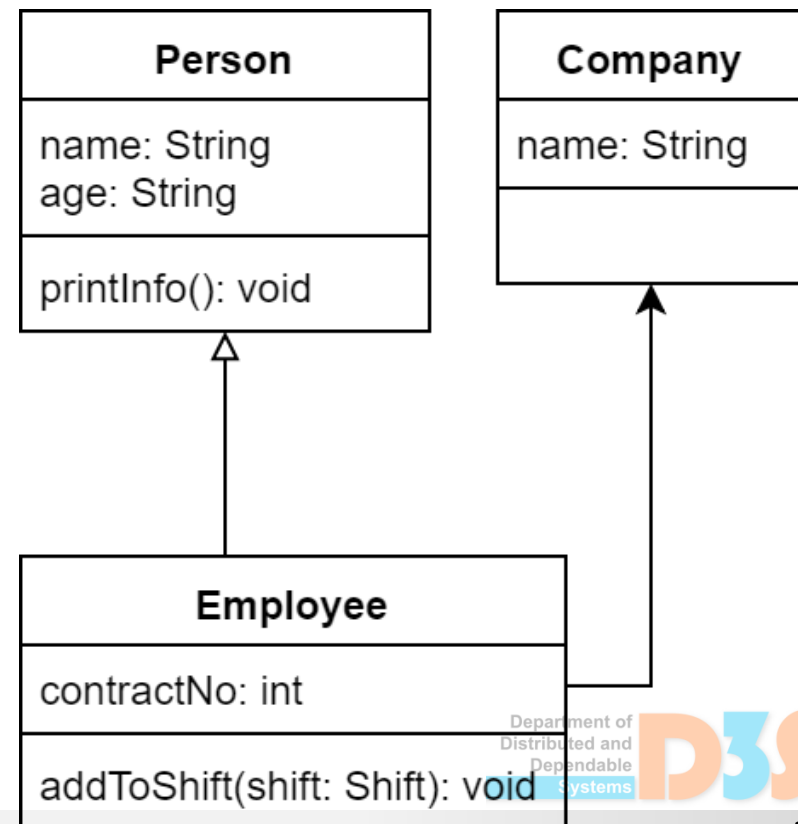 Person
name: String
age: String
printInfo(): void
Company
name: String
Employee
contractNo: int
addToShift(shift: Shift): void
Department of
Distributed and
Dependable
Systems
D3S